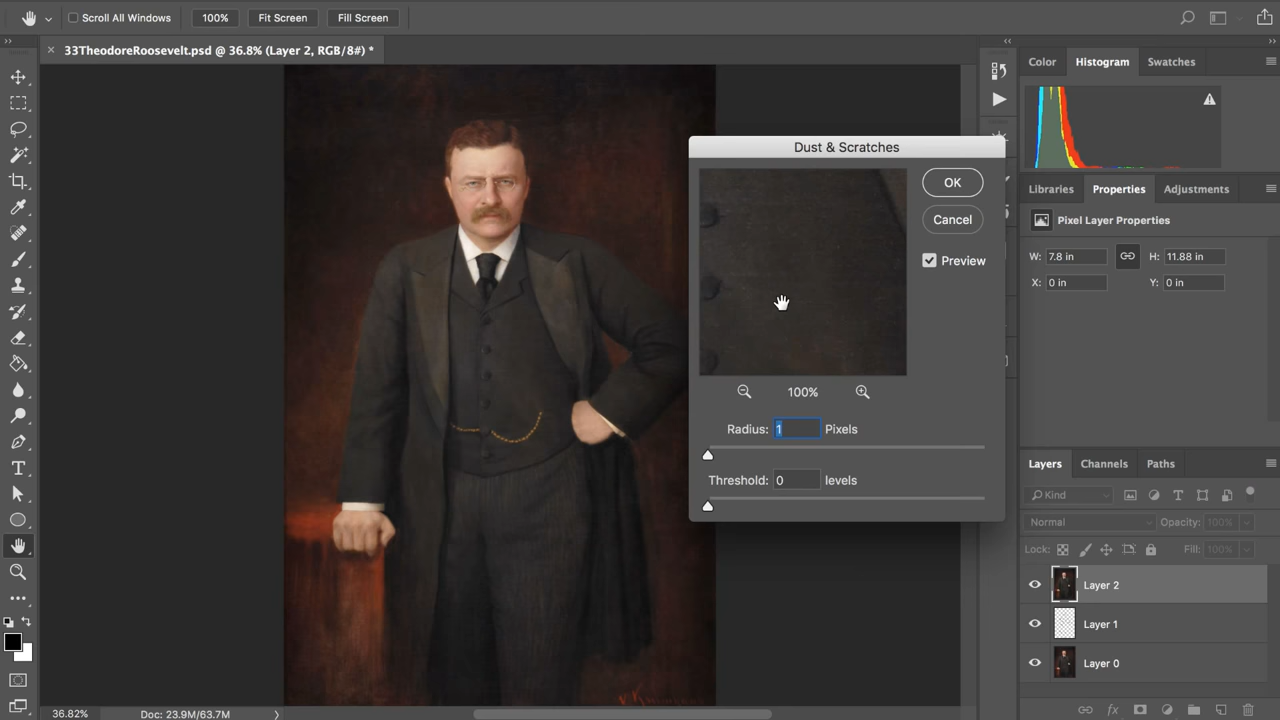 Scroll All Windows 100% Fit Screen Fill Screen
33TheodoreRoosevelt.psd @ 36.8% (Layer 2, RGB/8#) *
Color Histogram Swatches
Dust & Scratches
OK
Cancel
Preview
100%
Radius: 1 Pixels
Threshold: 0 levels
Libraries Properties Adjustments
Pixel Layer Properties
W: 7.8 in H: 11.88 in
X: 0 in Y: 0 in
Layers Channels Paths
Kind
Normal Opacity: 100%
Lock: Fill: 100%
Layer 2
Layer 1
Layer 0
36.82% Doc: 23.9M/63.7M